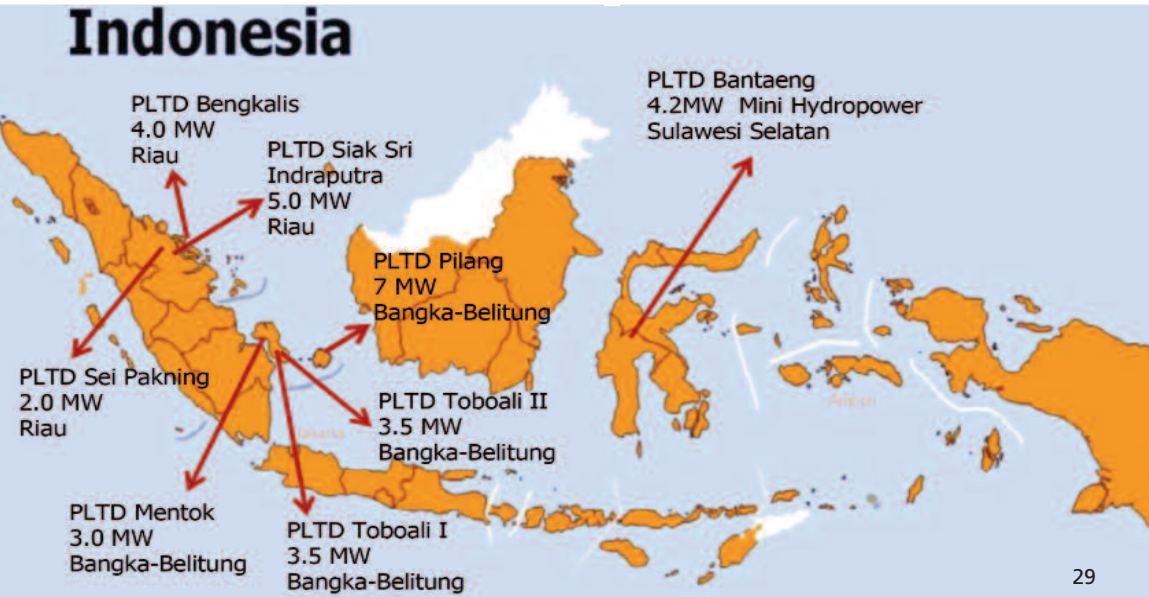 Indonesia
PLTD Bengkalis
4.0 MW
Riau
PLTD Siak Sri
Indraputra
5.0 MW
Riau
PLTD Bantaeng
4.2MW Mini Hydropower
Sulawesi Selatan
PLTD Pilang
7 MW
Bangka-Belitung
PLTD Sei Pakning
2.0 MW
Riau
PLTD Toboali II
3.5 MW
Bangka-Belitung
Jakarta
Ambon
PLTD Mentok
3.0 MW
Bangka-Belitung
PLTD Toboali I
3.5 MW
Bangka-Belitung
29